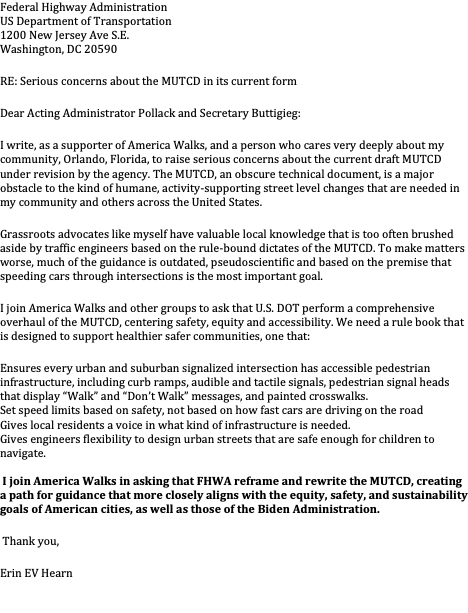 Federal Highway Administration
US Department of Transportation
1200 New Jersey Ave S.E.
Washington, DC 20590
RE: Serious concerns about the MUTCD in its current form
Dear Acting Administrator Pollack and Secretary Buttigieg:
I write, as a supporter of America Walks, and a person who cares very deeply about my
community, Orlando, Florida, to raise serious concerns about the current draft MUTCD
under revision by the agency. The MUTCD, an obscure technical document, is a major
obstacle to the kind of humane, activity-supporting street level changes that are needed in
my community and others across the United States.
Grassroots advocates like myself have valuable local knowledge that is too often brushed
aside by traffic engineers based on the rule-bound dictates of the MUTCD. To make matters
worse, much of the guidance is outdated, pseudoscientific and based on the premise that
speeding cars through intersections is the most important goal.
I join America Walks and other groups to ask that U.S. DOT perform a comprehensive
overhaul of the MUTCD, centering safety, equity and accessibility. We need a rule book that
is designed to support healthier safer communities, one that:
Ensures every urban and suburban signalized intersection has accessible pedestrian
infrastructure, including curb ramps, audible and tactile signals, pedestrian signal heads
that display “Walk” and “Don’t Walk” messages, and painted crosswalks.
Set speed limits based on safety, not based on how fast cars are driving on the road
Gives local residents a voice in what kind of infrastructure is needed.
Gives engineers flexibility to design urban streets that are safe enough for children to
navigate.
I join America Walks in asking that FHWA reframe and rewrite the MUTCD, creating
a path for guidance that more closely aligns with the equity, safety, and sustainability
goals of American cities, as well as those of the Biden Administration.
Thank you,
Erin EV Hearn